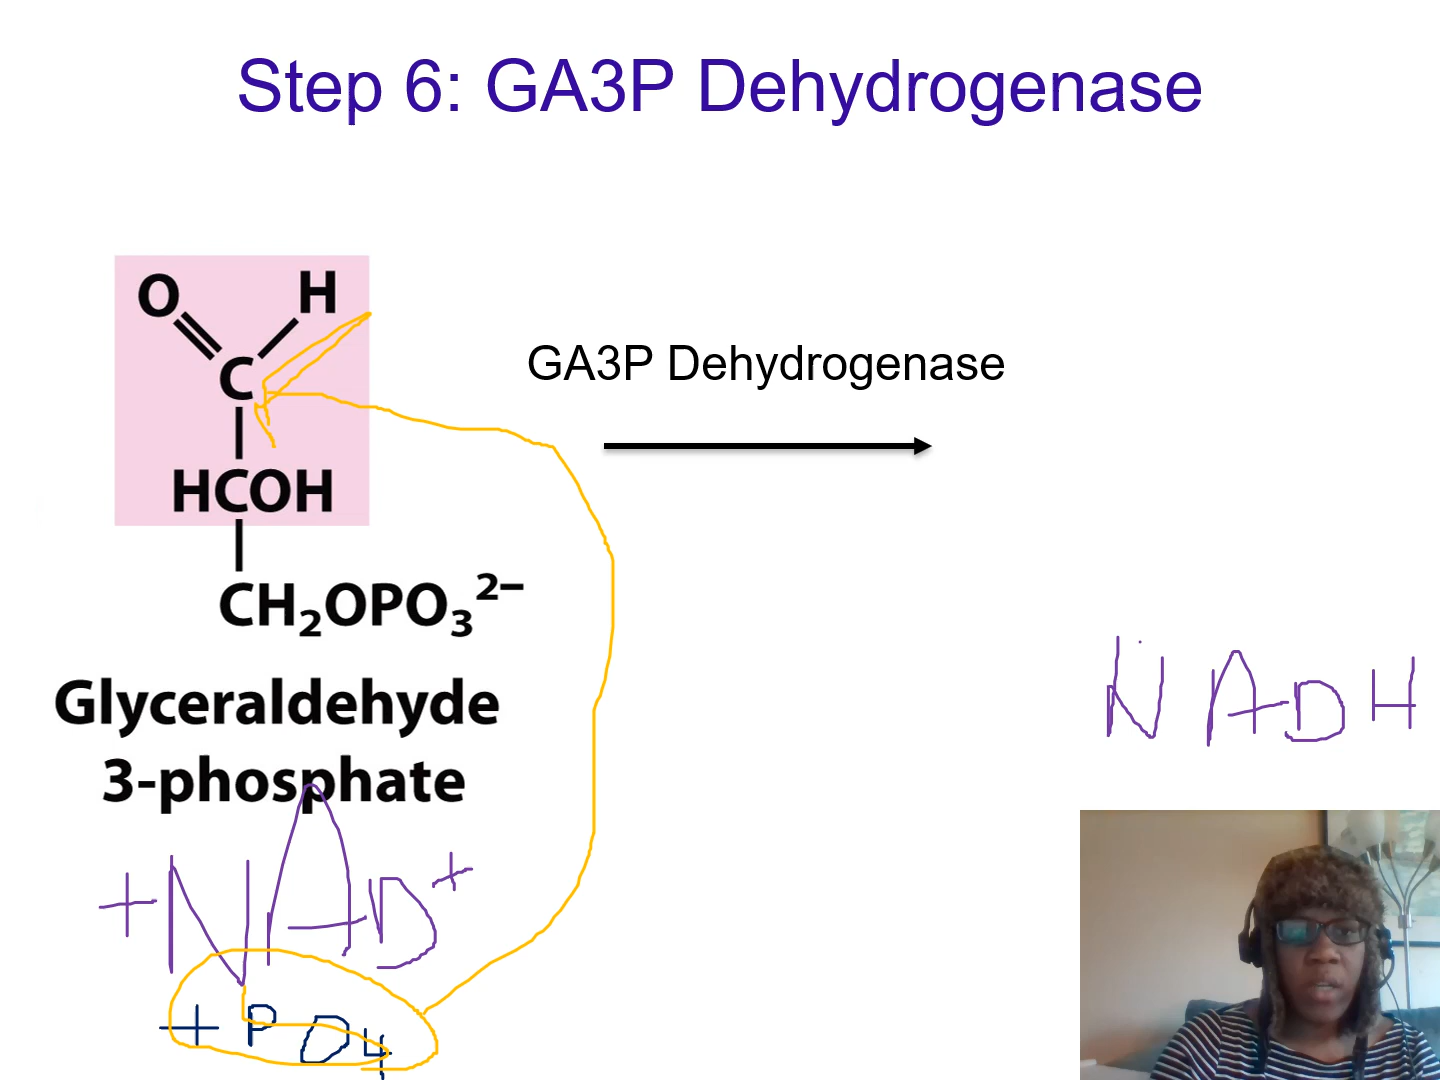 Step 6: GA3P Dehydrogenase
O H
C
HCOH
CH₂OPO₃²⁻
Glyceraldehyde
3-phosphate
GA3P Dehydrogenase
NADH
+NAD⁺
+ PO4